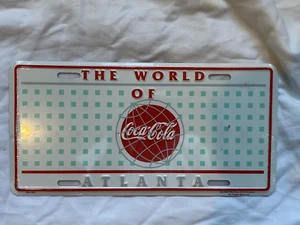 THE WORLD
OF
Coca-Cola
ATLANTA